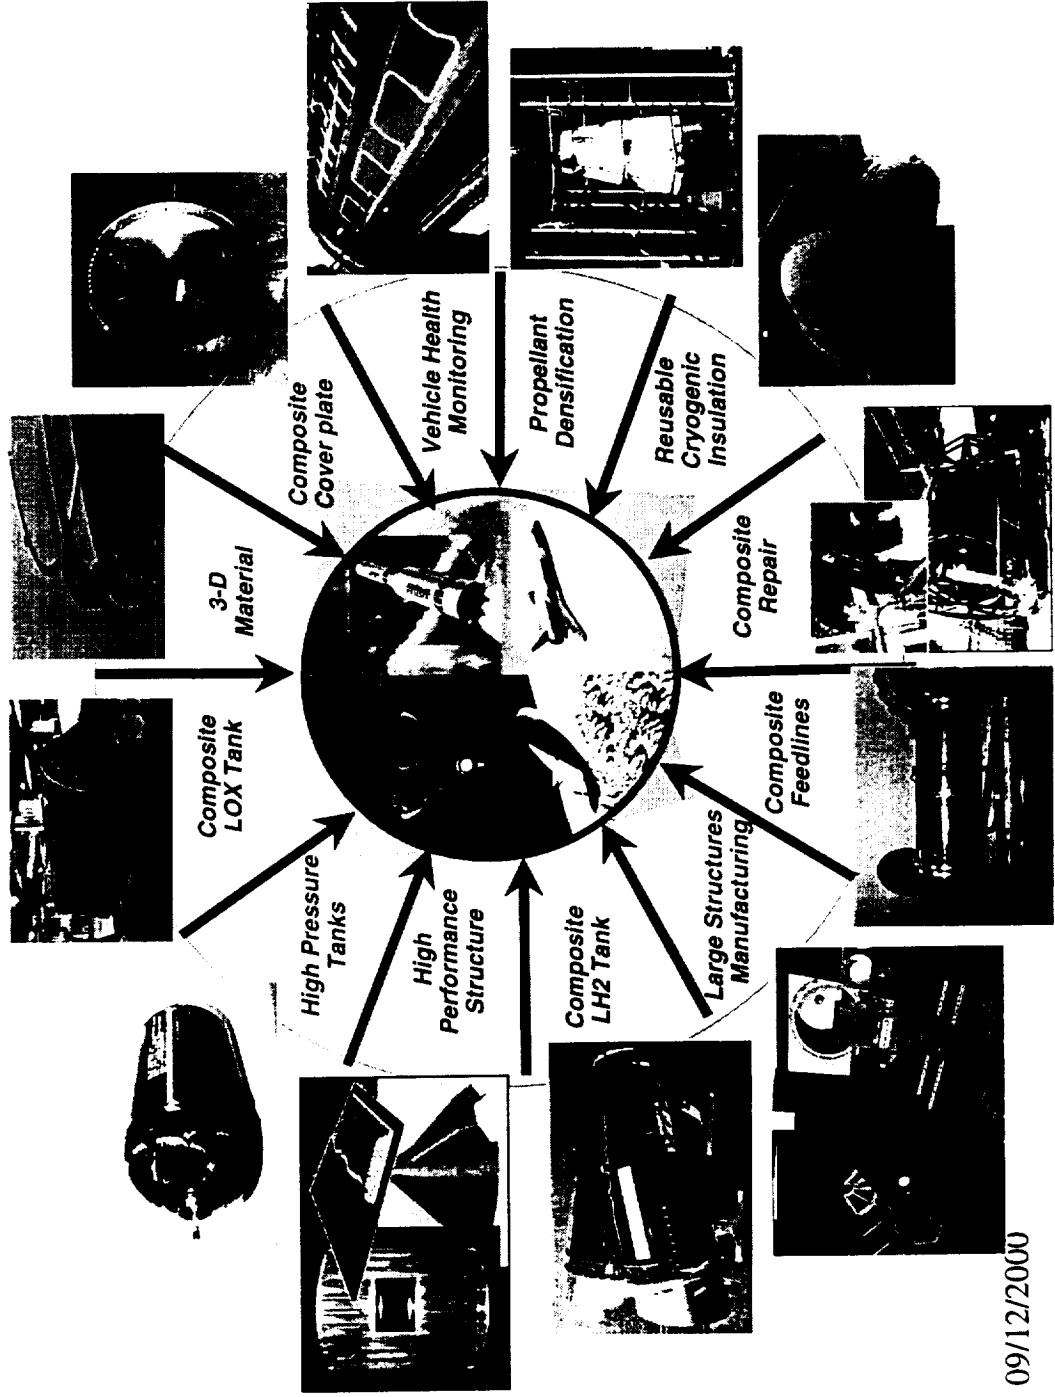 Composite
Cover plate
Vehicle Health
Monitoring
Propellant
Densification
Reusable
Cryogenic
Insulation
3-D
Material
Composite
Repair
Composite
LOX Tank
Composite
Feedlines
High Pressure
Tanks
High
Performance
Structure
Composite
LH2 Tank
Large Structures
Manufacturing
09/12/2000